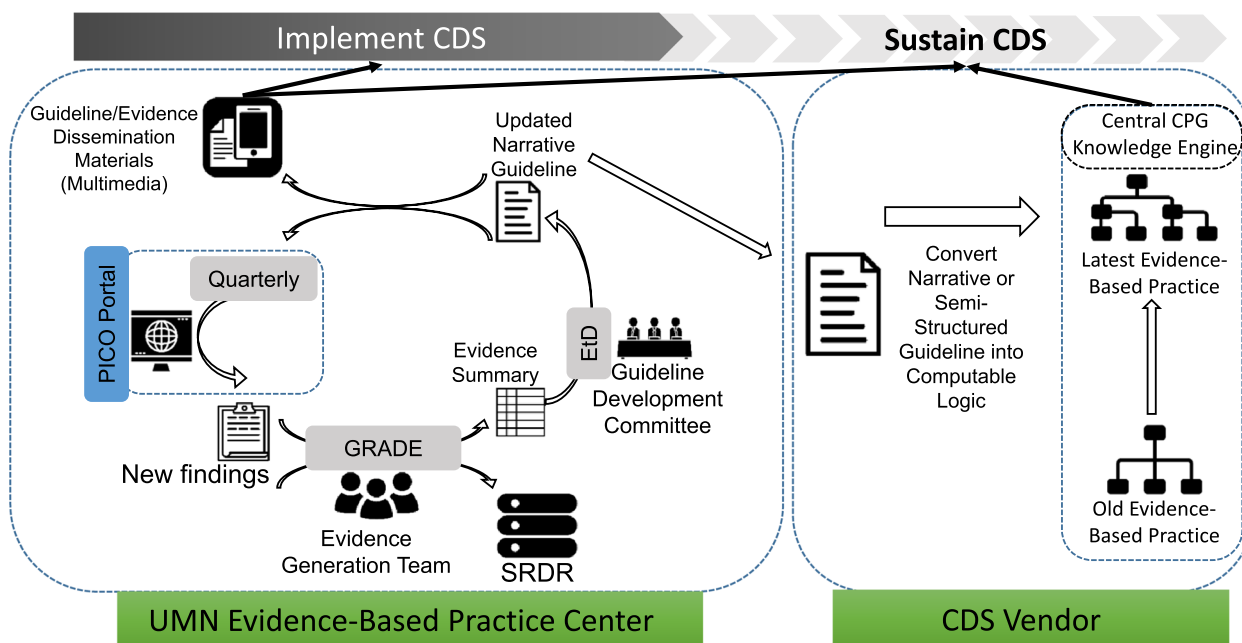 Implement CDS
Sustain CDS
Guideline/Evidence
Dissemination
Materials
(Multimedia)
Updated
Narrative
Guideline
PICO Portal
Quarterly
New findings
GRADE
Evidence
Generation Team
SRDR
Evidence
Summary
EtD
Guideline
Development
Committee
UMN Evidence-Based Practice Center
Convert
Narrative or
Semi-
Structured
Guideline into
Computable
Logic
Central CPG
Knowledge Engine
Latest Evidence-
Based Practice
Old Evidence-
Based Practice
CDS Vendor